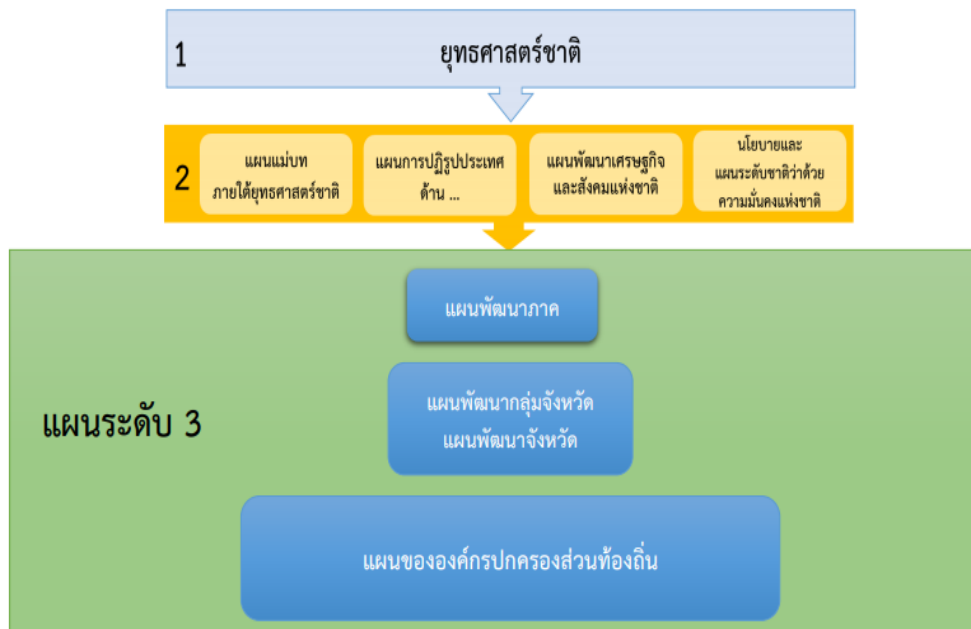 1
ยุทธศาสตร์ชาติ
2
แผนแม่บท
ภายใต้ยุทธศาสตร์ชาติ
แผนการปฏิรูปประเทศ
ด้าน ...
แผนพัฒนาเศรษฐกิจ
และสังคมแห่งชาติ
นโยบายและ
แผนระดับชาติว่าด้วย
ความมั่นคงแห่งชาติ
แผนระดับ 3
แผนพัฒนาภาค
แผนพัฒนากลุ่มจังหวัด
แผนพัฒนาจังหวัด
แผนขององค์กรปกครองส่วนท้องถิ่น